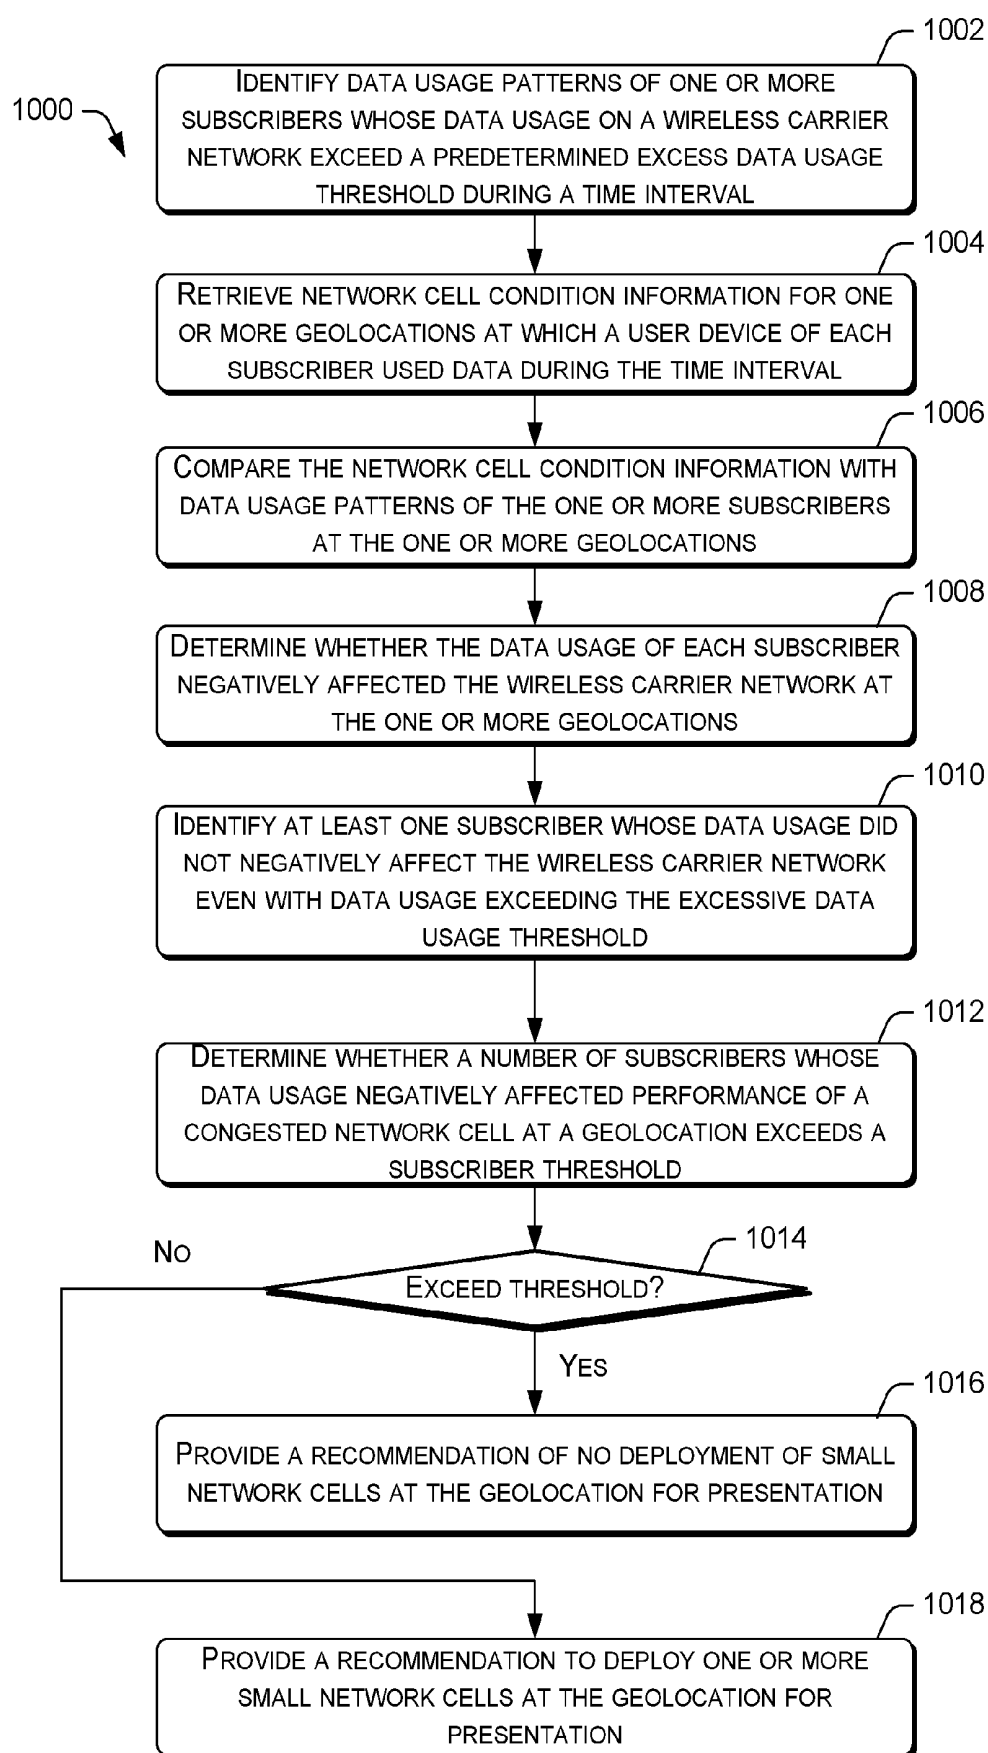 1002
1000
IDENTIFY DATA USAGE PATTERNS OF ONE OR MORE
SUBSCRIBERS WHOSE DATA USAGE ON A WIRELESS CARRIER
NETWORK EXCEED A PREDETERMINED EXCESS DATA USAGE
THRESHOLD DURING A TIME INTERVAL
1004
RETRIEVE NETWORK CELL CONDITION INFORMATION FOR ONE
OR MORE GEOLOCATIONS AT WHICH A USER DEVICE OF EACH
SUBSCRIBER USED DATA DURING THE TIME INTERVAL
1006
COMPARE THE NETWORK CELL CONDITION INFORMATION WITH
DATA USAGE PATTERNS OF THE ONE OR MORE SUBSCRIBERS
AT THE ONE OR MORE GEOLOCATIONS
1008
DETERMINE WHETHER THE DATA USAGE OF EACH SUBSCRIBER
NEGATIVELY AFFECTED THE WIRELESS CARRIER NETWORK AT
THE ONE OR MORE GEOLOCATIONS
1010
IDENTIFY AT LEAST ONE SUBSCRIBER WHOSE DATA USAGE DID
NOT NEGATIVELY AFFECT THE WIRELESS CARRIER NETWORK
EVEN WITH DATA USAGE EXCEEDING THE EXCESSIVE DATA
USAGE THRESHOLD
1012
DETERMINE WHETHER A NUMBER OF SUBSCRIBERS WHOSE
DATA USAGE NEGATIVELY AFFECTED PERFORMANCE OF A
CONGESTED NETWORK CELL AT A GEOLOCATION EXCEEDS A
SUBSCRIBER THRESHOLD
1014
NO
EXCEED THRESHOLD?
YES
1016
PROVIDE A RECOMMENDATION OF NO DEPLOYMENT OF SMALL
NETWORK CELLS AT THE GEOLOCATION FOR PRESENTATION
1018
PROVIDE A RECOMMENDATION TO DEPLOY ONE OR MORE
SMALL NETWORK CELLS AT THE GEOLOCATION FOR
PRESENTATION